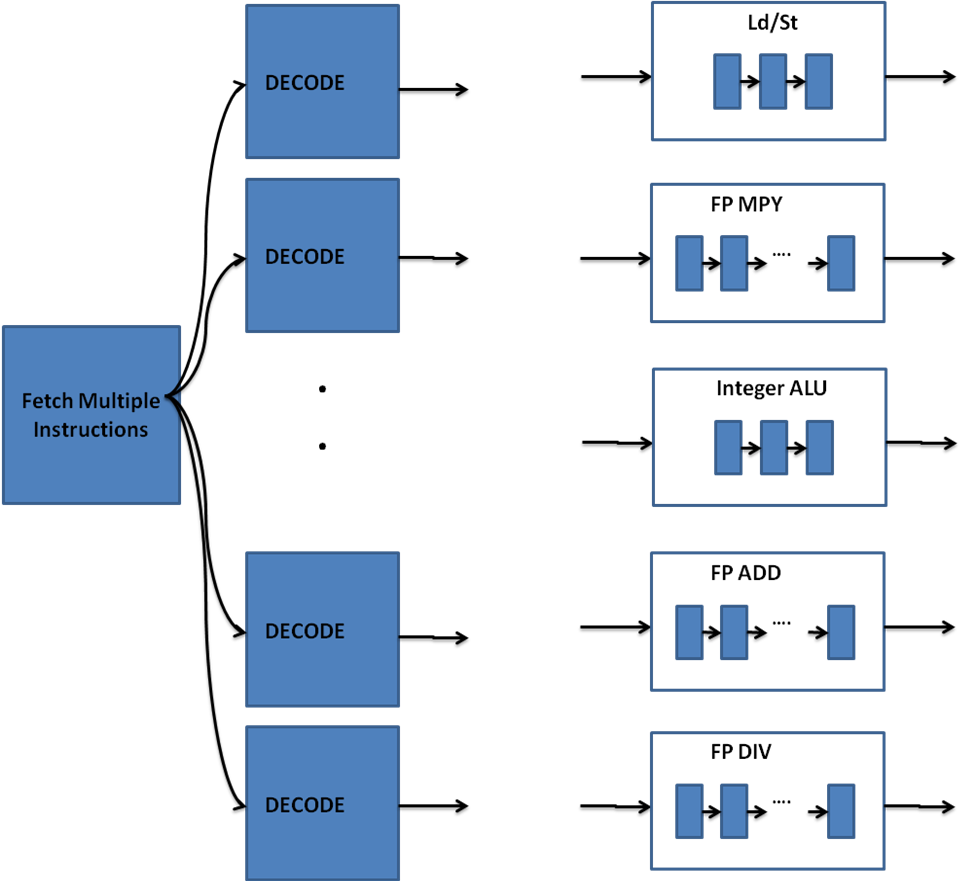 Fetch Multiple
Instructions
DECODE
DECODE
DECODE
DECODE
Ld/St
FP MPY
....
Integer ALU
FP ADD
....
FP DIV
....